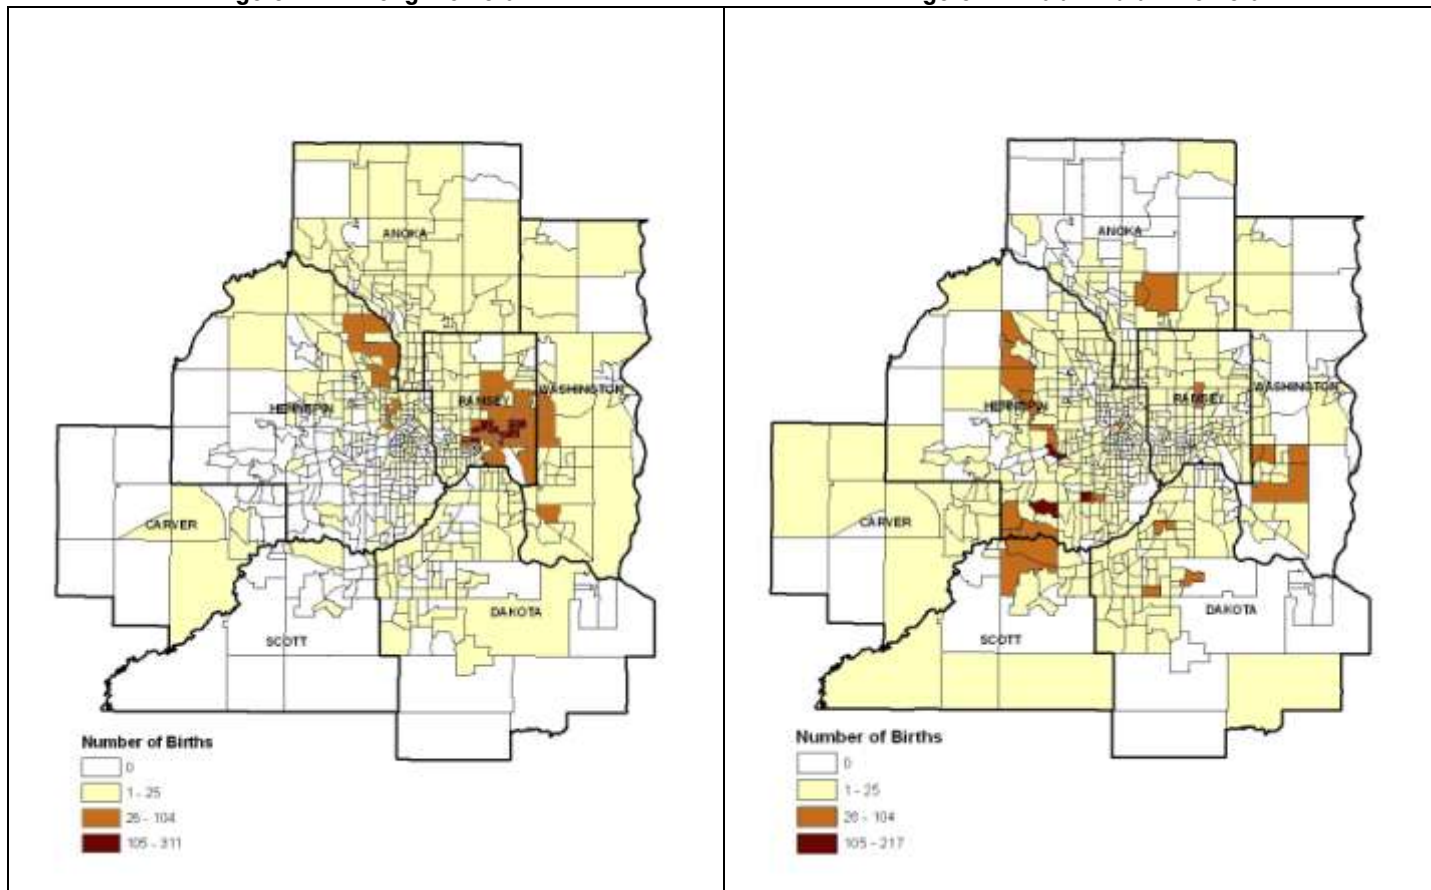 ANOKA
WASHINGTON
RAMSEY
HENNEPIN
CARVER
DAKOTA
SCOTT
Number of Births
0
1 - 25
26 - 104
105 - 311
ANOKA
WASHINGTON
RAMSEY
HENNEPIN
CARVER
DAKOTA
SCOTT
Number of Births
0
1 - 25
26 - 104
105 - 217